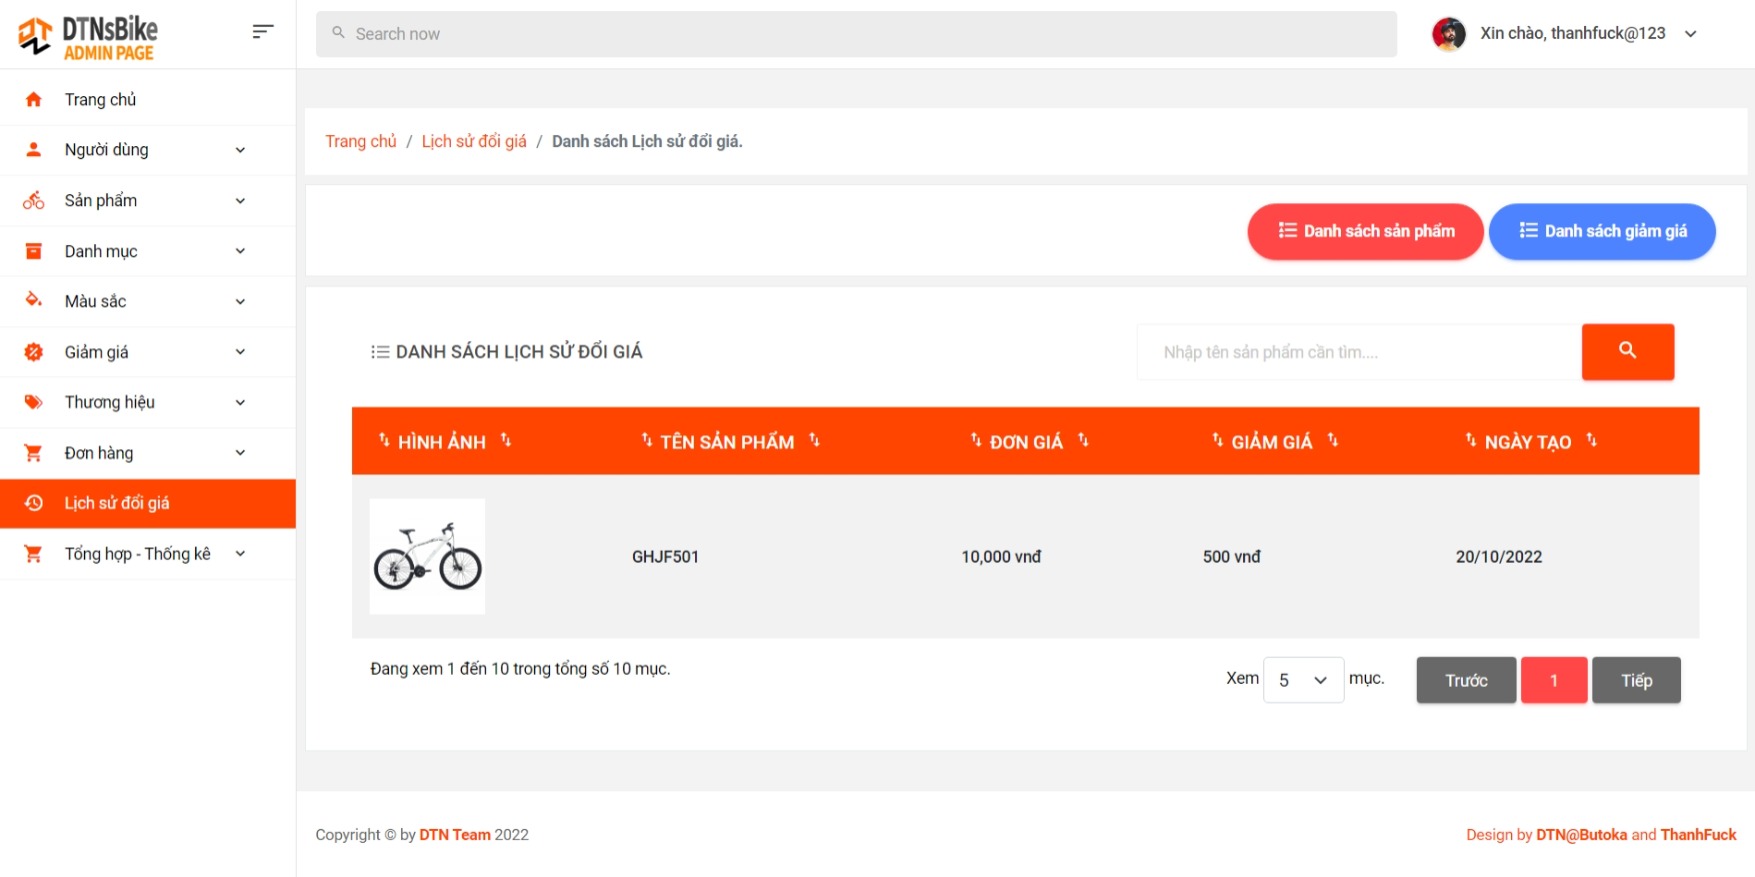 DTNsBike
ADMIN PAGE
Search now
Xin chào, thanhfuck@123
Trang chủ
Người dùng
Sản phẩm
Danh mục
Màu sắc
Giảm giá
Thương hiệu
Đơn hàng
Lịch sử đổi giá
Tổng hợp - Thống kê
Trang chủ / Lịch sử đổi giá / Danh sách Lịch sử đổi giá.
Danh sách sản phẩm
Danh sách giảm giá
DANH SÁCH LỊCH SỬ ĐỔI GIÁ
Nhập tên sản phẩm cần tìm....
HÌNH ẢNH TÊN SẢN PHẨM ĐƠN GIÁ GIẢM GIÁ NGÀY TẠO
GHJF501 10,000 vnđ 500 vnđ 20/10/2022
Đang xem 1 đến 10 trong tổng số 10 mục.
Xem 5 mục.
Trước 1 Tiếp
Copyright © by DTN Team 2022
Design by DTN@Butoka and ThanhFuck